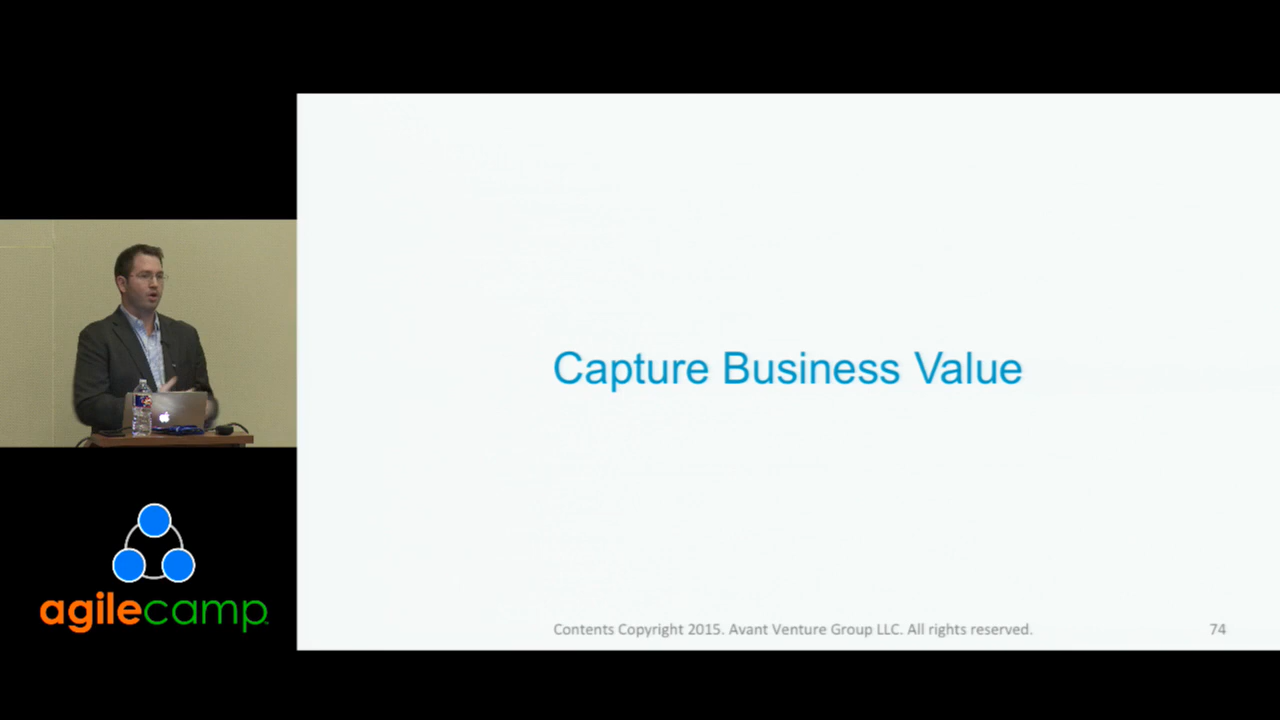 Capture Business Value
Contents Copyright 2015. Avant Venture Group LLC. All rights reserved.
74
agilecamp